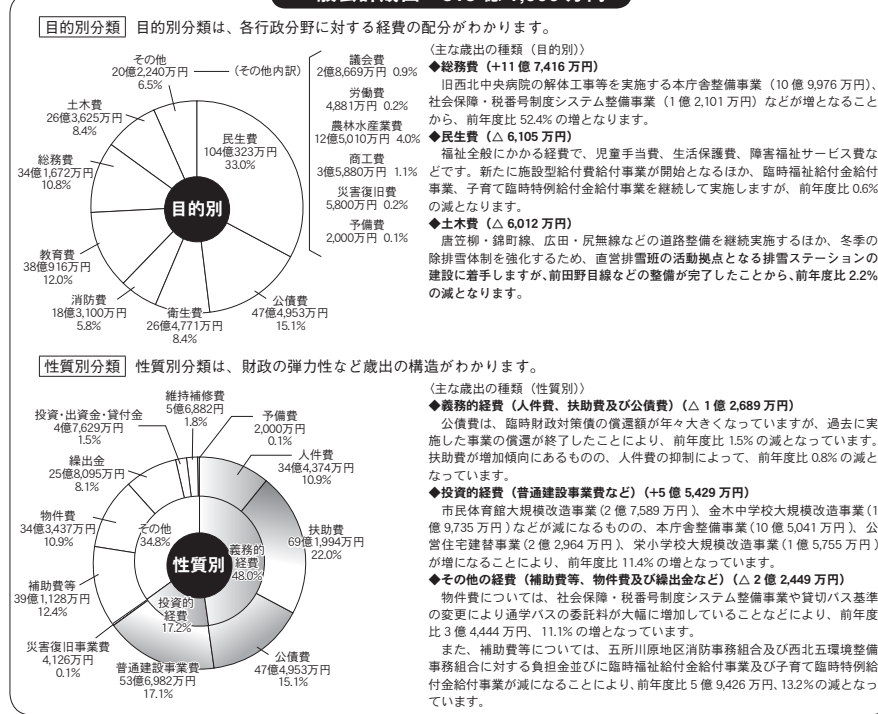 目的別分類 目的別分類は、各行政分野に対する経費の配分がわかります。
その他
20億2,240万円
6.5%
(その他内訳)
土木費
26億3,625万円
8.4%
総務費
34億1,672万円
10.8%
教育費
38億916万円
12.0%
消防費
18億3,100万円
5.8%
衛生費
26億4,771万円
8.4%
公債費
47億4,953万円
15.1%
民生費
104億323万円
33.0%
目的別
議会費
2億8,669万円 0.9%
労働費
4,881万円 0.2%
農林水産業費
12億5,010万円 4.0%
商工費
3億5,880万円 1.1%
災害復旧費
5,800万円 0.2%
予備費
2,000万円 0.1%
〈主な歳出の種類（目的別)〉
◆総務費（+11 億 7,416 万円）
旧西北中央病院の解体工事等を実施する本庁舎整備事業（10 億 9,976 万円）、
社会保障・税番号制度システム整備事業（1 億 2,101 万円）などが増となること
から、前年度比 52.4% の増となります。
◆民生費（△ 6,105 万円）
福祉全般にかかる経費で、児童手当費、生活保護費、障害福祉サービス費な
どです。新たに施設型給付費給付事業が開始となるほか、臨時福祉給付金給付
事業、子育て臨時特例給付金給付事業を継続して実施しますが、前年度比 0.6%
の減となります。
◆土木費（△ 6,012 万円）
唐笠柳・錦町線、広田・尻無線などの道路整備を継続実施するほか、冬季の
除排雪体制を強化するため、直営排雪班の活動拠点となる排雪ステーションの
建設に着手しますが、前田野目線などの整備が完了したことから、前年度比 2.2%
の減となります。
性質別分類 性質別分類は、財政の弾力性など歳出の構造がわかります。
維持補修費
5億6,882万円
1.8%
予備費
2,000万円
0.1%
投資・出資金・貸付金
4億7,629万円
1.5%
繰出金
25億8,095万円
8.1%
物件費
34億3,437万円
10.9%
補助費等
39億1,128万円
12.4%
災害復旧事業費
4,126万円
0.1%
普通建設事業費
53億6,982万円
17.1%
公債費
47億4,953万円
15.1%
扶助費
69億1,994万円
22.0%
人件費
34億4,374万円
10.9%
その他
34.8%
義務的
経費
48.0%
投資的
経費
17.2%
性質別
〈主な歳出の種類（性質別)〉
◆義務的経費（人件費、扶助費及び公債費）（△ 1 億 2,689 万円）
公債費は、臨時財政対策債の償還額が年々大きくなっていますが、過去に実
施した事業の償還が終了したことにより、前年度比 1.5% の減となっています。
扶助費が増加傾向にあるものの、人件費の抑制によって、前年度比 0.8% の減と
なっています。
◆投資的経費（普通建設事業費など）（+5 億 5,429 万円）
市民体育館大規模改造事業（2 億 7,589 万円）、金木中学校大規模改造事業（1
億 9,735 万円）などが減になるものの、本庁舎整備事業（10 億 5,041 万円）、公
営住宅建替事業（2 億 2,964 万円）、栄小学校大規模改造事業（1 億 5,755 万円）
が増になることにより、前年度比 11.4% の増となっています。
◆その他の経費（補助費等、物件費及び繰出金など）（△ 2 億 2,449 万円）
物件費については、社会保障・税番号制度システム整備事業や貸切バス基準
の変更により通学バスの委託料が大幅に増加していることなどにより、前年度
比 3 億 4,444 万円、11.1% の増となっています。
また、補助費等については、五所川原地区消防事務組合及び西北五環境整備
事務組合に対する負担金並びに臨時福祉給付金給付事業及び子育て臨時特例給
付金給付事業が減になることにより、前年度比 5 億 9,426 万円、13.2% の減となっ
ています。